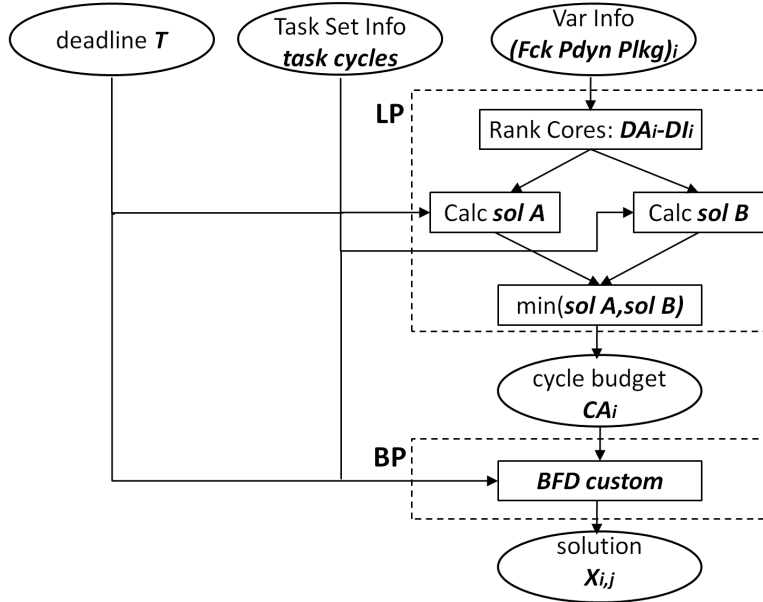 deadline T
Task Set Info
task cycles
Var Info
(Fck Pdyn Plkg)i
LP
Rank Cores: DAi-DIi
Calc sol A
Calc sol B
min(sol A,sol B)
cycle budget
CAi
BP
BFD custom
solution
Xi,j